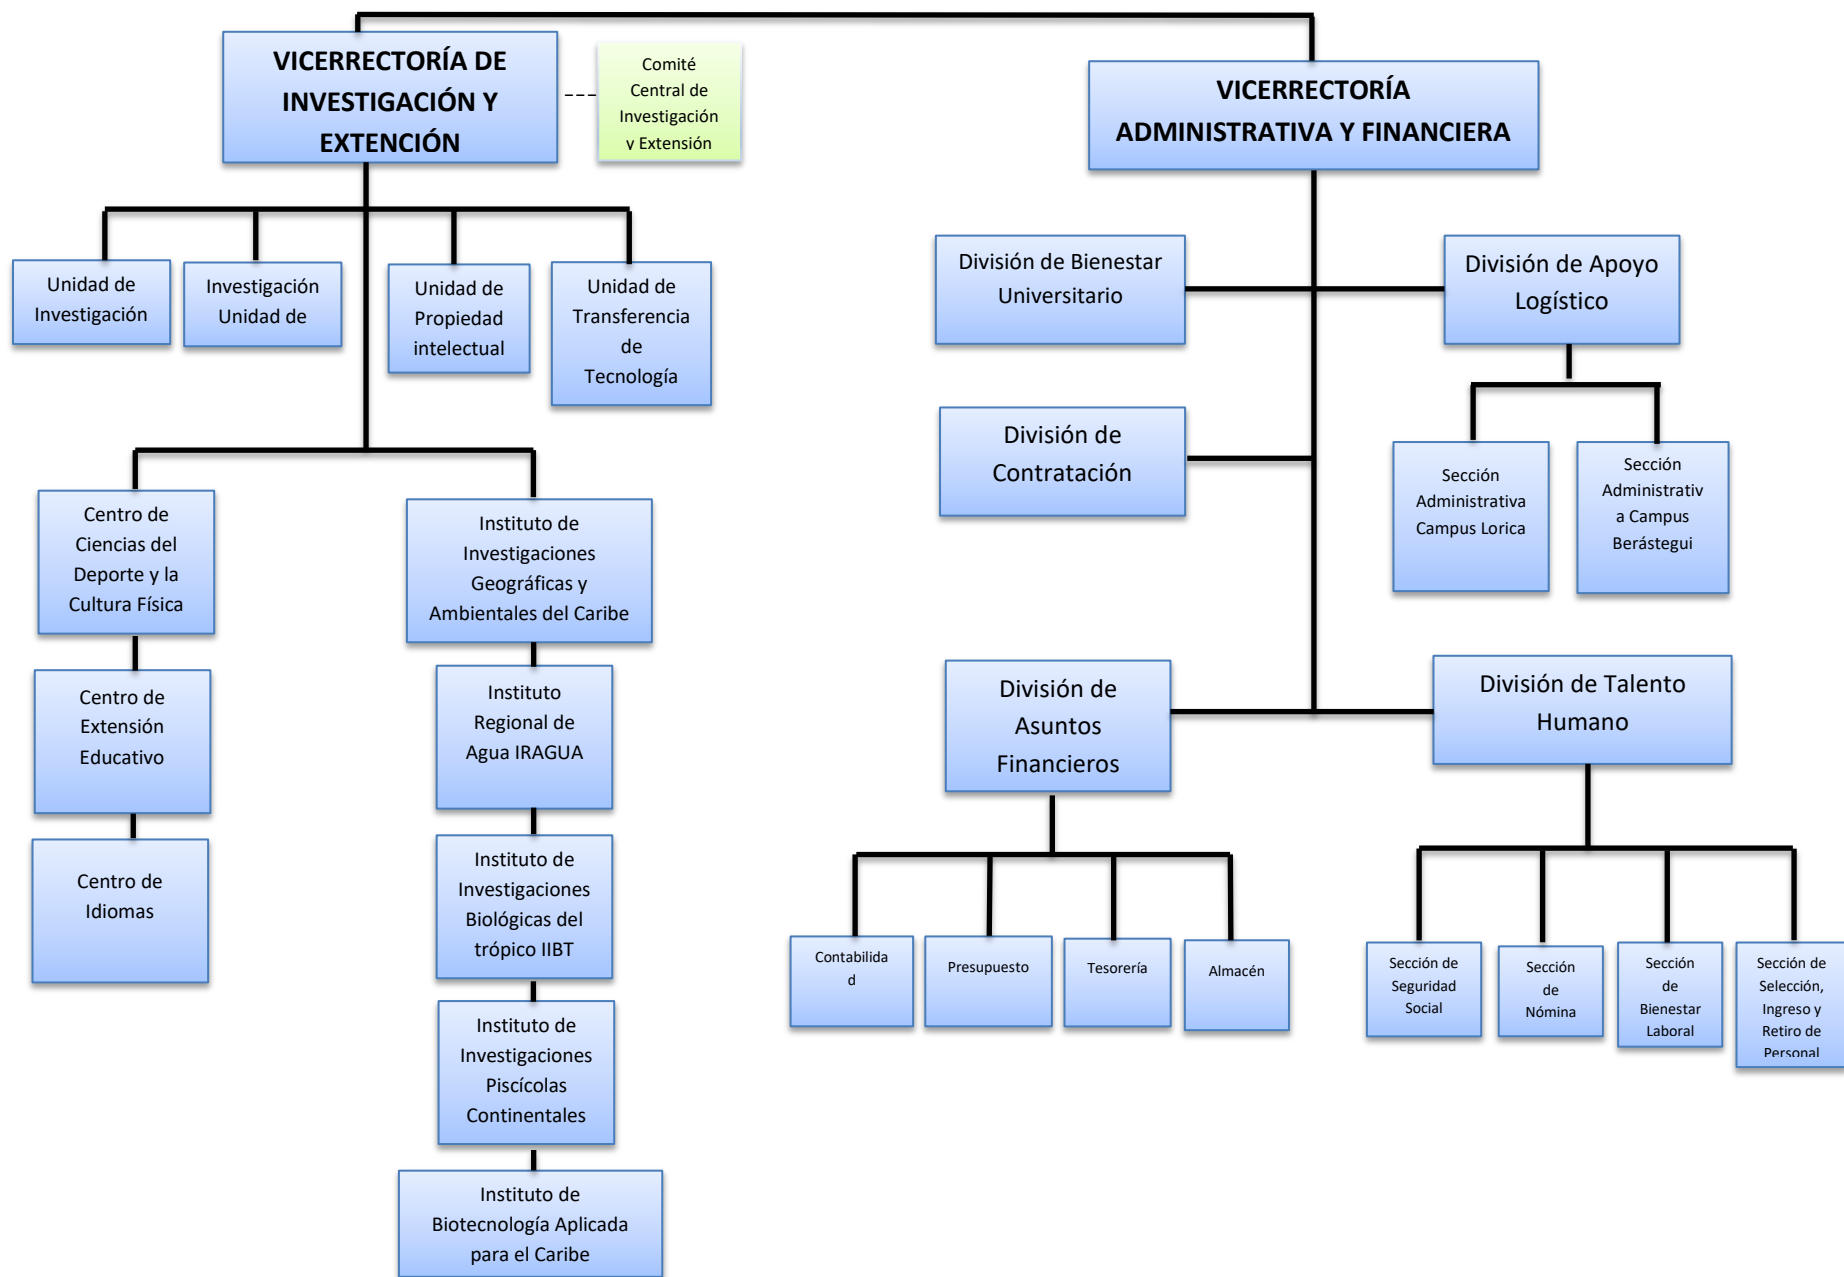 VICERRECTORÍA DE
INVESTIGACIÓN Y
EXTENCIÓN
Comité
Central de
Investigación
y Extensión
VICERRECTORÍA
ADMINISTRATIVA Y FINANCIERA
Unidad de
Investigación
Investigación
Unidad de
Unidad de
Propiedad
intelectual
Unidad de
Transferencia
de
Tecnología
División de Bienestar
Universitario
División de Apoyo
Logístico
División de
Contratación
Sección
Administrativa
Campus Lorica
Sección
Administrativ
a Campus
Berástegui
Centro de
Ciencias del
Deporte y la
Cultura Física
Instituto de
Investigaciones
Geográficas y
Ambientales del Caribe
Centro de
Extensión
Educativo
Instituto
Regional de
Agua IRAGUA
División de
Asuntos
Financieros
División de Talento
Humano
Centro de
Idiomas
Instituto de
Investigaciones
Biológicas del
trópico IIBT
Contabilida
d
Presupuesto
Tesorería
Almacén
Sección de
Seguridad
Social
Sección
de
Nómina
Sección
de
Bienestar
Laboral
Sección de
Selección,
Ingreso y
Retiro de
Personal
Instituto de
Investigaciones
Piscícolas
Continentales
Instituto de
Biotecnología Aplicada
para el Caribe